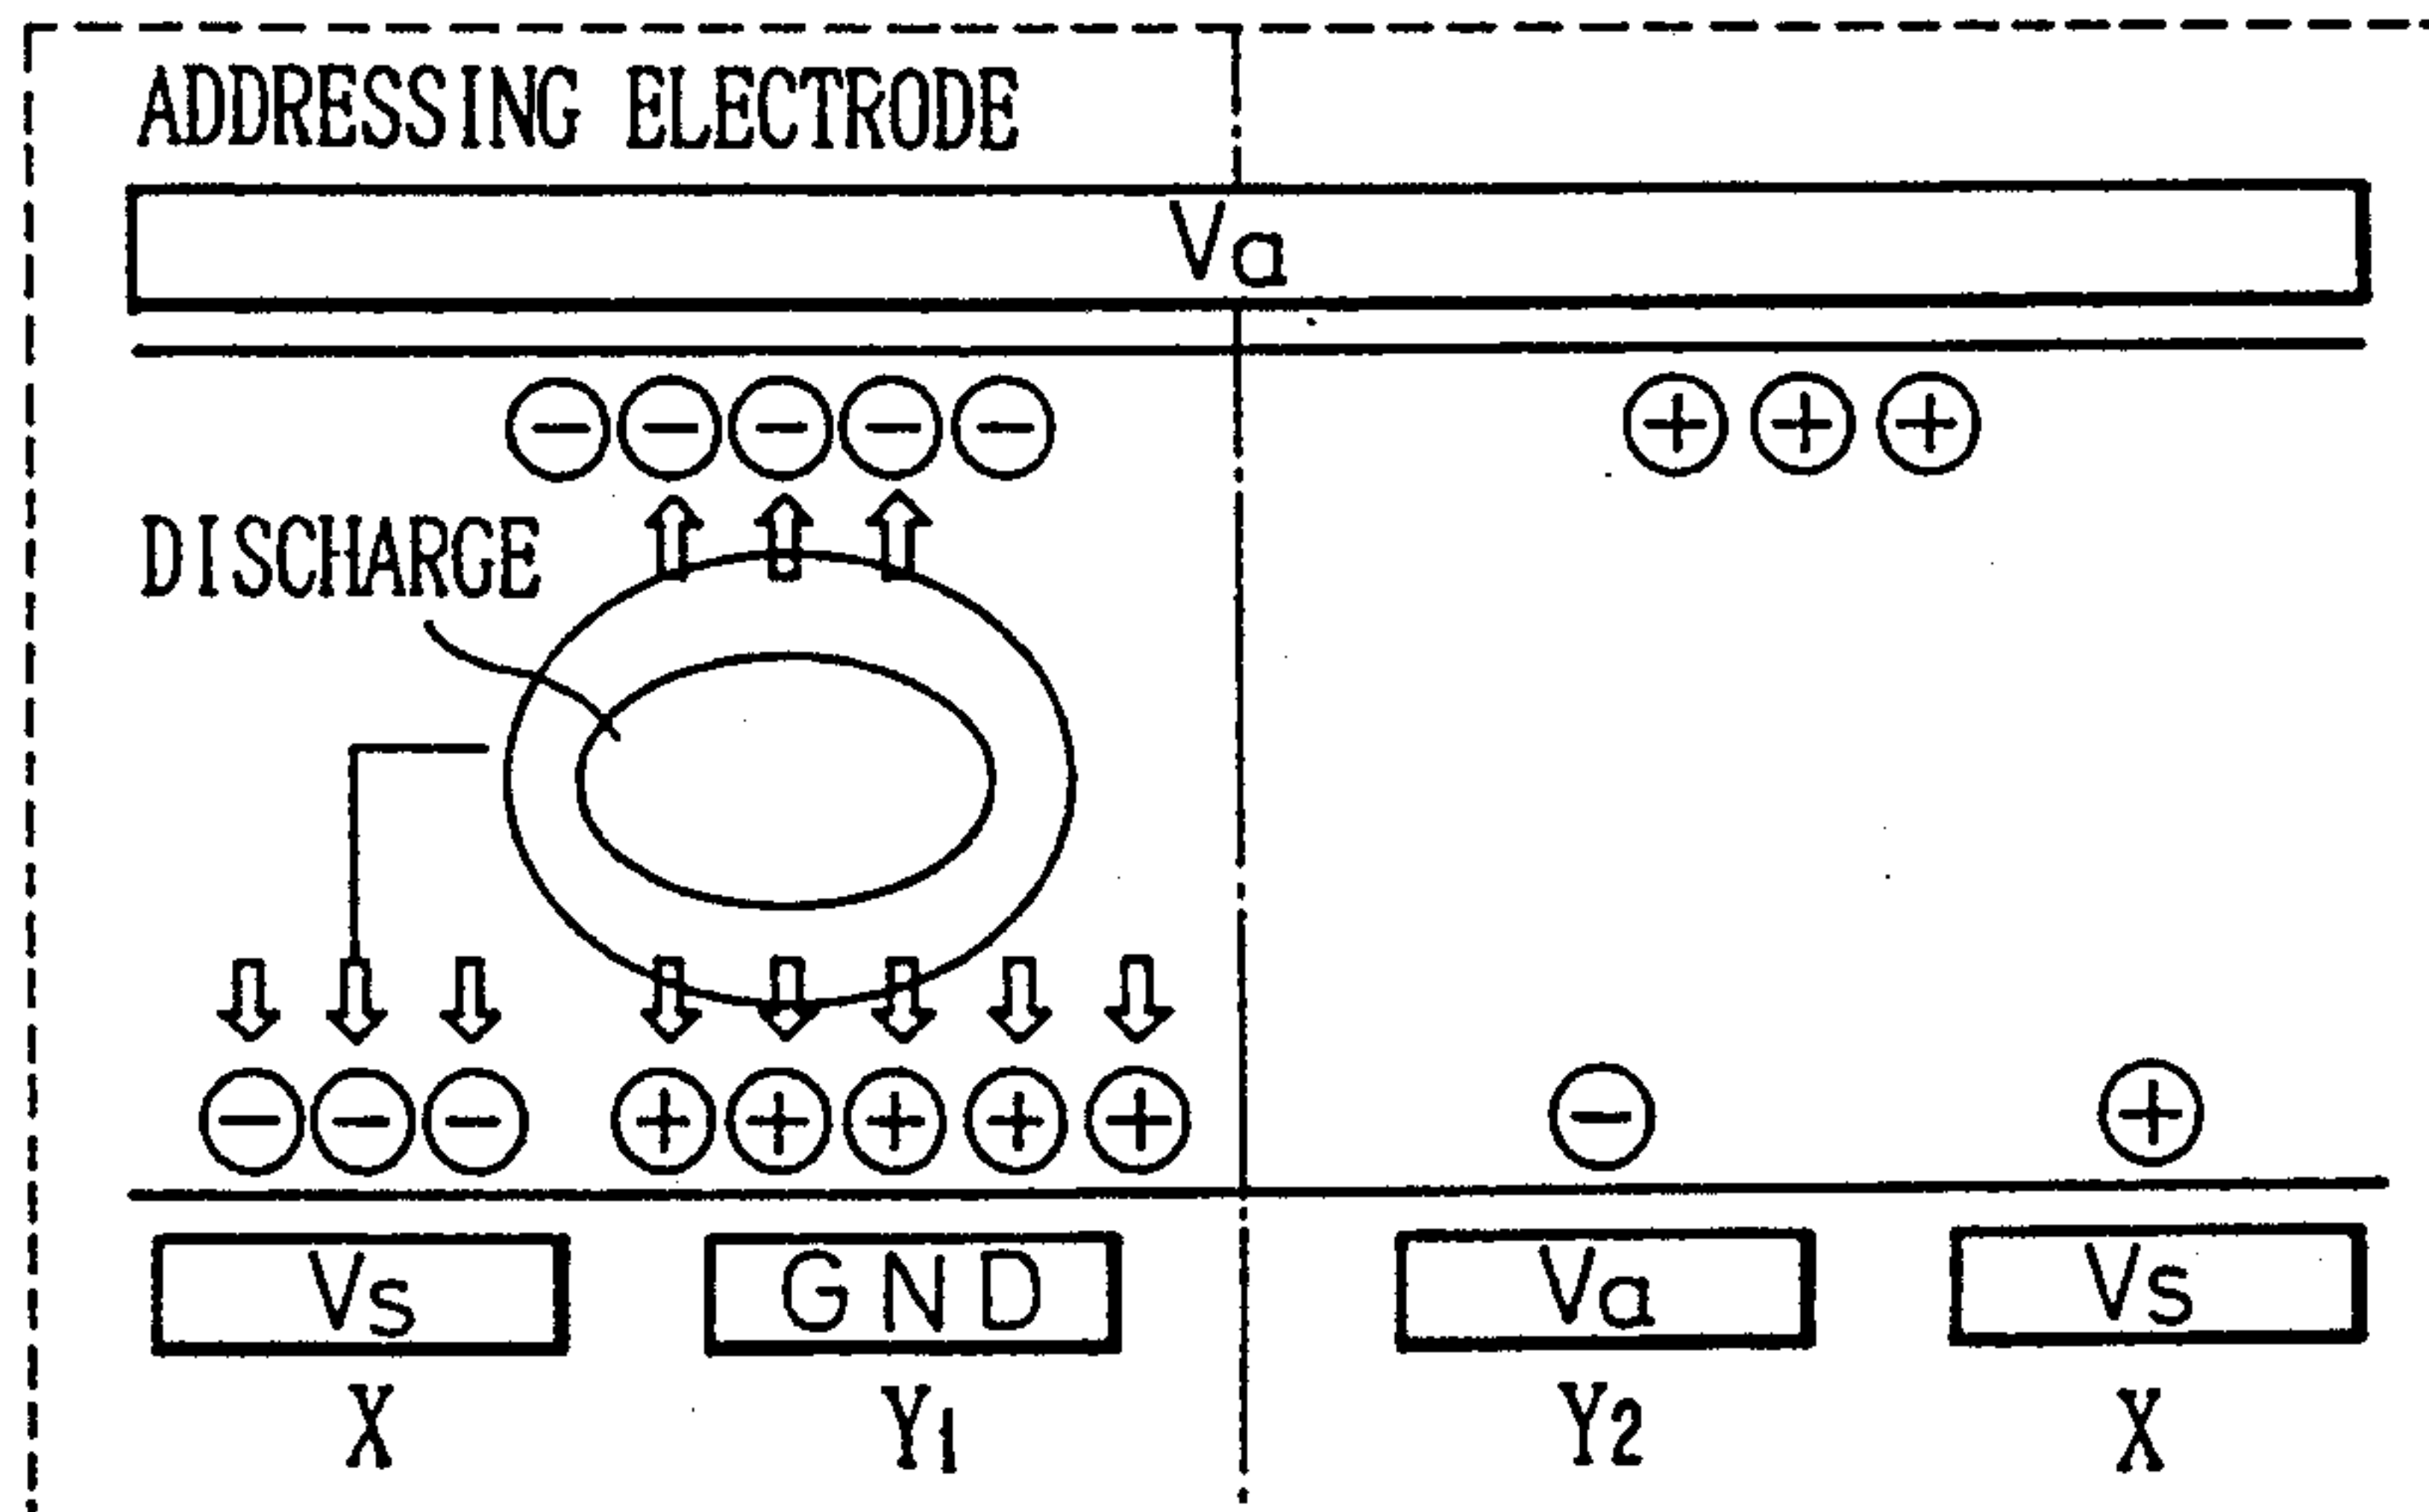 ADDRESSING ELECTRODE
Va
− − − − − + + +
DISCHARGE
− − − + + + + + − +
Vs GND Va Vs
X Y1 Y2 X